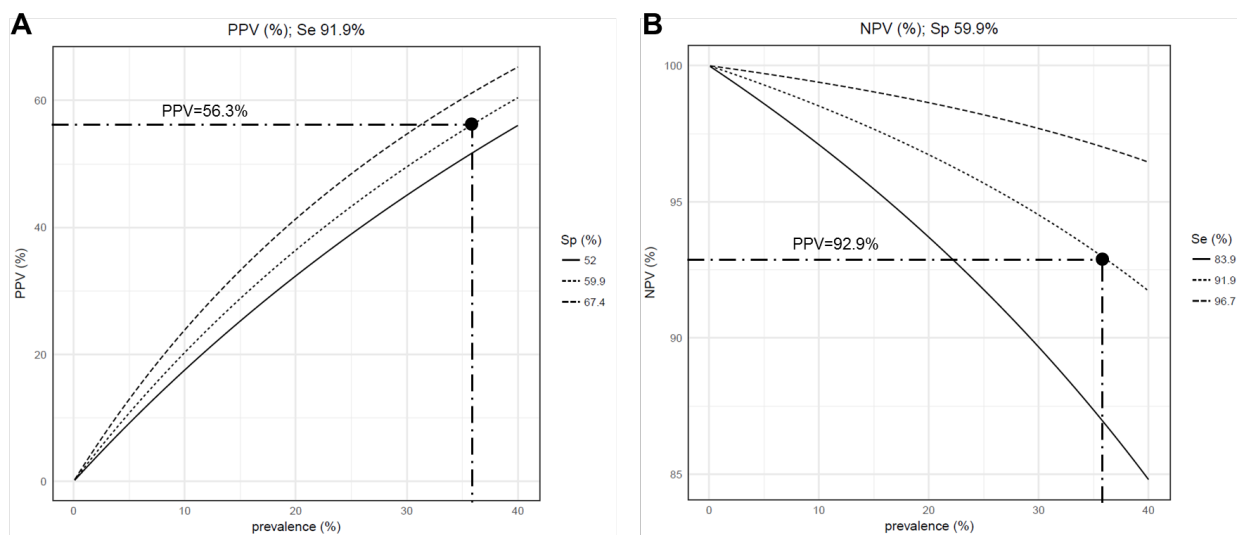 A
PPV (%); Se 91.9%
60
40
20
0
PPV (%)
PPV=56.3%
Sp (%)
52
59.9
67.4
0 10 20 30 40
prevalence (%)
B
NPV (%); Sp 59.9%
100
95
90
85
NPV (%)
PPV=92.9%
Se (%)
83.9
91.9
96.7
0 10 20 30 40
prevalence (%)